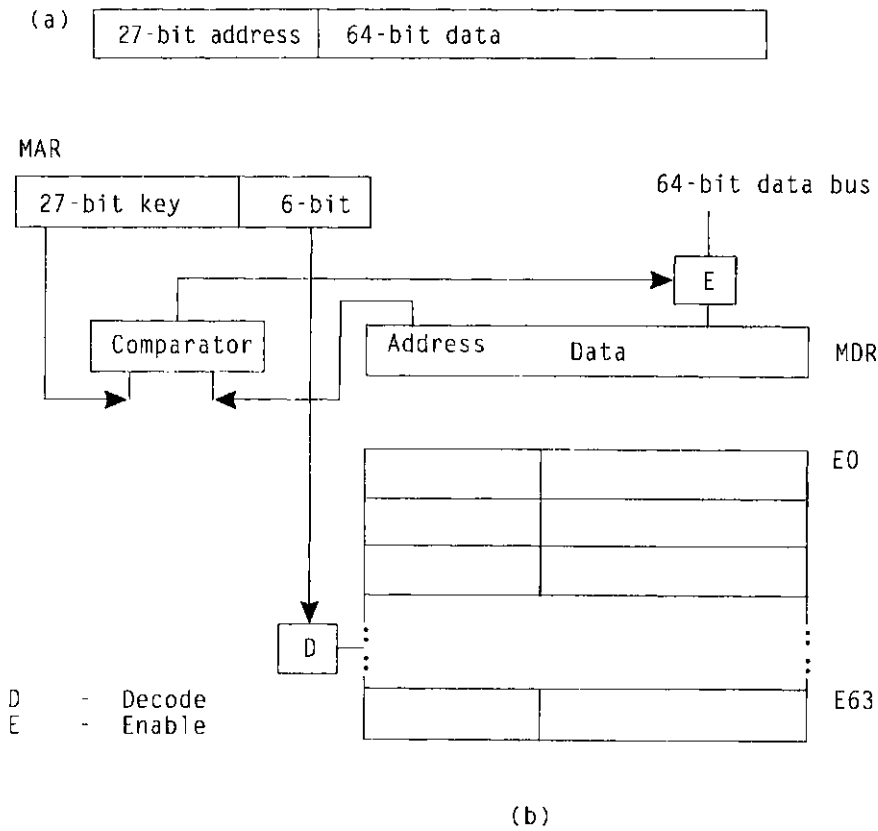 (a)
27-bit address 64-bit data
MAR
27-bit key 6-bit
64-bit data bus
E
Comparator
Address Data
MDR
E0
D
E63
D - Decode
E - Enable
(b)